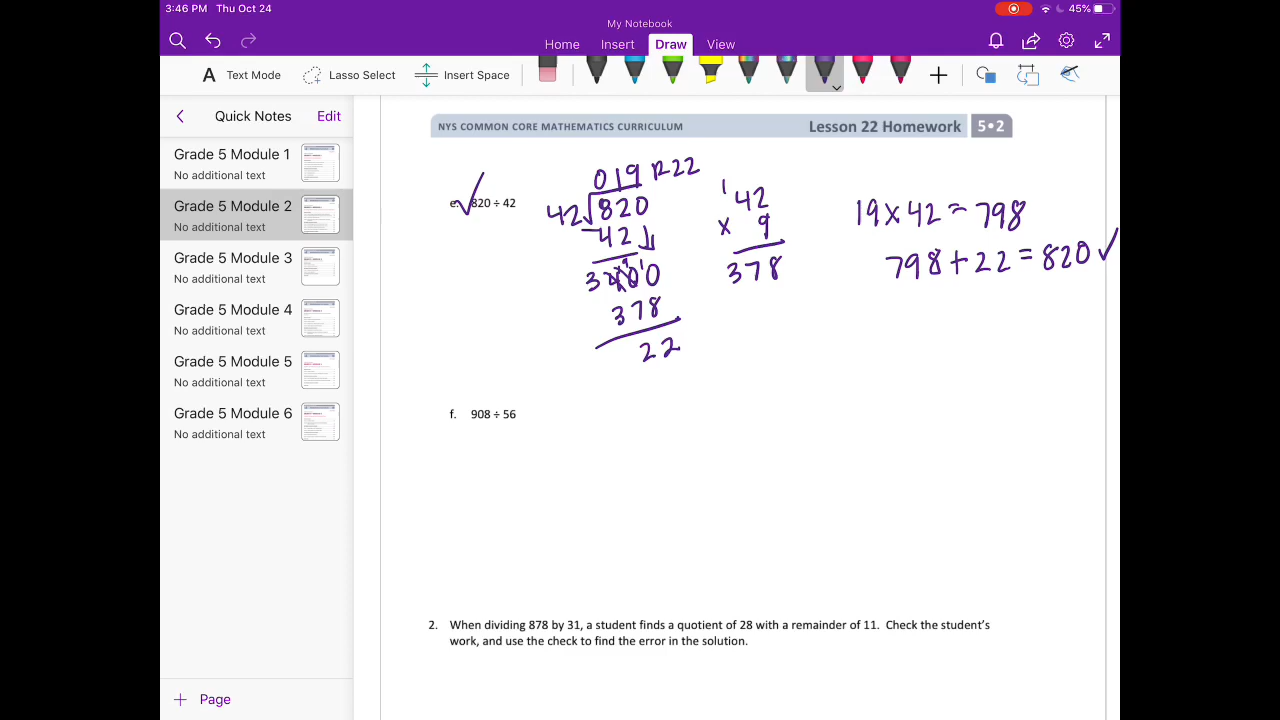 3:46 PM Thu Oct 24
45%
My Notebook
Home Insert Draw View
A Text Mode Lasso Select Insert Space
Quick Notes Edit
Grade 5 Module 1
No additional text
Grade 5 Module 2
No additional text
Grade 5 Module 3
No additional text
Grade 5 Module 4
No additional text
Grade 5 Module 5
No additional text
Grade 5 Module 6
No additional text
+ Page
NYS COMMON CORE MATHEMATICS CURRICULUM Lesson 22 Homework 5•2
e. 820 ÷ 42
019 R22
42 820
42
0
378
22
1
42
x 9
378
19 x 42 = 798
798 + 22 = 820 ✓
f. 908 ÷ 56
2. When dividing 878 by 31, a student finds a quotient of 28 with a remainder of 11. Check the student's
work, and use the check to find the error in the solution.